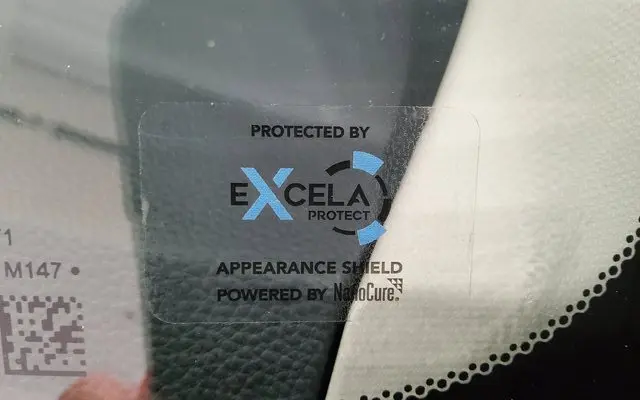 PROTECTED BY
EXCELA
PROTECT
APPEARANCE SHIELD
POWERED BY NanoCure
M147 •